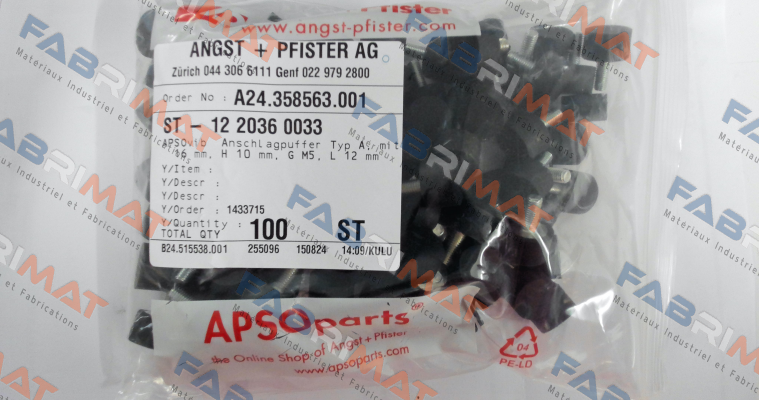 Pfister
www.angst-pfister.com
ANGST + PFISTER AG
Zürich 044 306 6111 Genf 022 979 2800
Order No : A24.358563.001
ST - 12 2036 0033
APSOvib Anschlagpuffer Typ A, mit
16 mm, H 10 mm, G M5, L 12 mm
Y/Item :
Y/Descr :
Y/Descr :
Y/Order : 1433715
Y/Quantity :
TOTAL QTY 100 ST
B24.515538.001 255096 150824 14:09/KULU
APSOparts
the Online Shop of Angst+Pfister
www.apsoparts.com
04
PE-LD
FABRIMAT
Matériaux Industriel et Fabrications